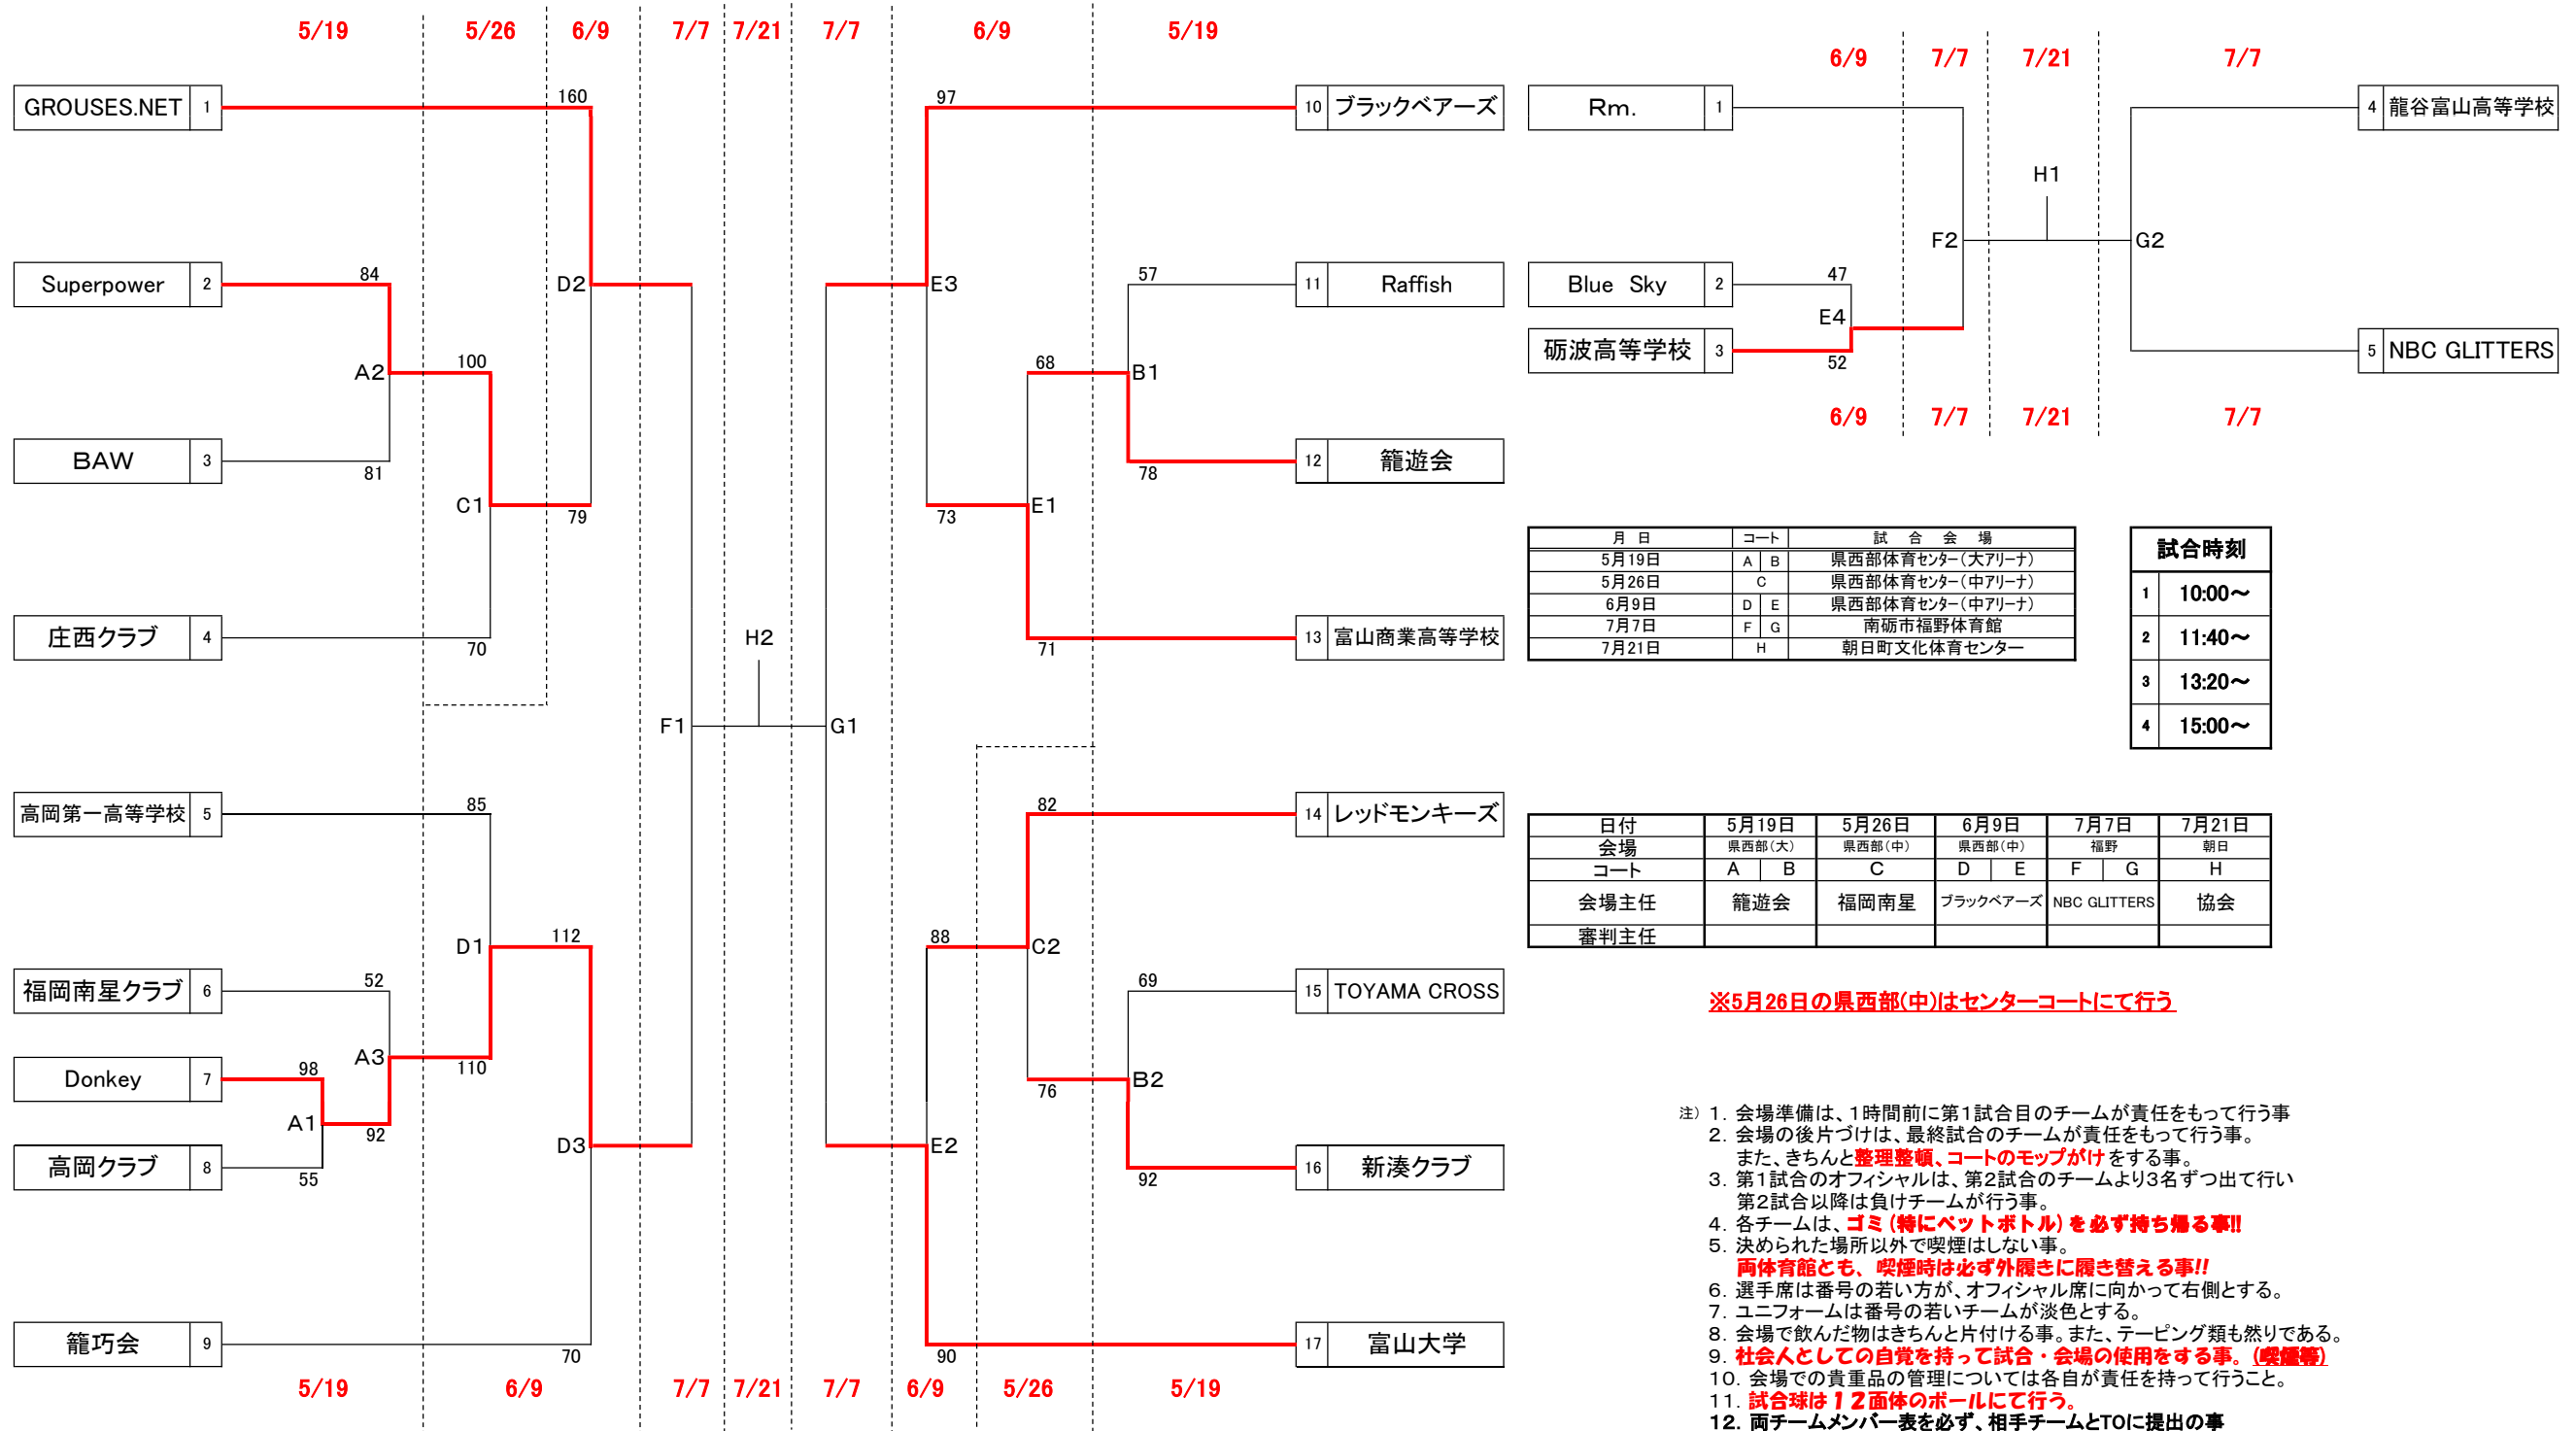 5/19 5/26 6/9 7/7 7/21 7/7 6/9 5/19
6/9 7/7 7/21 7/7
GROUSES.NET 1 160
97 10 ブラックベアーズ
Rm. 1
4 龍谷富山高等学校
H1
F2 G2
Superpower 2 84
D2
E3
57 11 Raffish
Blue Sky 2 47
E4
砺波高等学校 3 52
5 NBC GLITTERS
A2 100
68 B1
6/9 7/7 7/21 7/7
BAW 3 81
78 12 籠遊会
C1 79
73 E1
庄西クラブ 4 70
H2
71 13 富山商業高等学校
F1 G1
月 日 コート 試 合 会 場
5月19日 A B 県西部体育センター(大アリーナ)
5月26日 C 県西部体育センター(中アリーナ)
6月9日 D E 県西部体育センター(中アリーナ)
7月7日 F G 南砺市福野体育館
7月21日 H 朝日町文化体育センター
試合時刻
1 10:00～
2 11:40～
3 13:20～
4 15:00～
高岡第一高等学校 5 85
82 14 レッドモンキーズ
D1 112
88 C2
福岡南星クラブ 6 52
69 15 TOYAMA CROSS
A3 110
Donkey 7 98
76 B2
A1 92
高岡クラブ 8 55
D3
E2
92 16 新湊クラブ
籠巧会 9 70
90 17 富山大学
5/19 6/9 7/7 7/21 7/7 6/9 5/26 5/19
日付 5月19日 5月26日 6月9日 7月7日 7月21日
会場 県西部(大) 県西部(中) 県西部(中) 福野 朝日
コート A B C D E F G H
会場主任 籠遊会 福岡南星 ブラックベアーズ NBC GLITTERS 協会
審判主任
※5月26日の県西部(中)はセンターコートにて行う
注) 1. 会場準備は、1時間前に第1試合目のチームが責任をもって行う事
2. 会場の後片づけは、最終試合のチームが責任をもって行う事。
また、きちんと整理整頓、コートのモップがけをする事。
3. 第1試合のオフィシャルは、第2試合のチームより3名ずつ出て行い
第2試合以降は負けチームが行う事。
4. 各チームは、ゴミ(特にペットボトル)を必ず持ち帰る事!!
5. 決められた場所以外で喫煙はしない事。
両体育館とも、喫煙時は必ず外履きに履き替える事!!
6. 選手席は番号の若い方が、オフィシャル席に向かって右側とする。
7. ユニフォームは番号の若いチームが淡色とする。
8. 会場で飲んだ物はきちんと片付ける事。また、テーピング類も然りである。
9. 社会人としての自覚を持って試合・会場の使用をする事。(喫煙等)
10. 会場での貴重品の管理については各自が責任を持って行うこと。
11. 試合球は12面体のボールにて行う。
12. 両チームメンバー表を必ず、相手チームとTOに提出の事